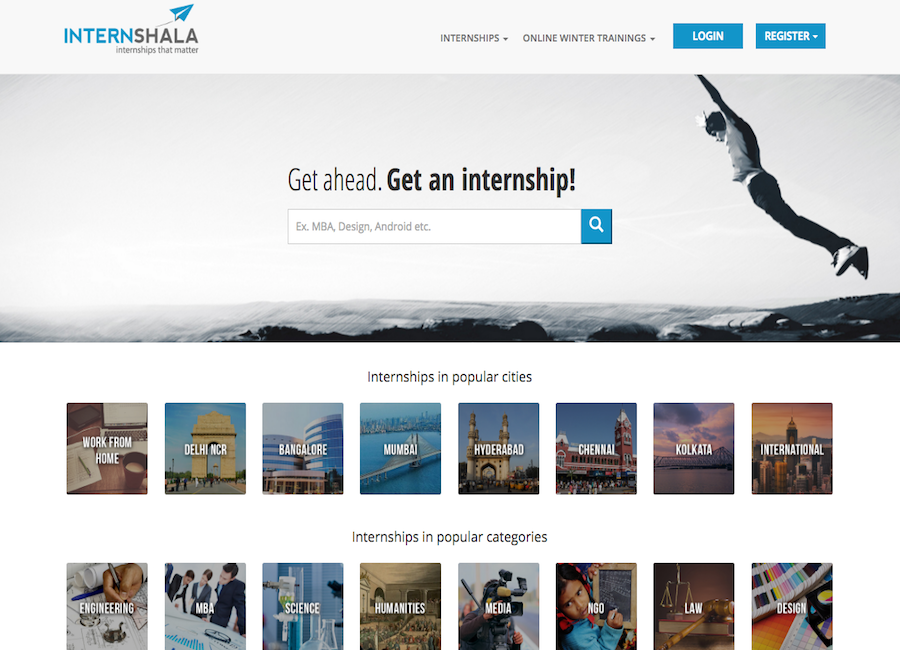 INTERNSHALA
internships that matter
INTERNSHIPS
ONLINE WINTER TRAININGS
LOGIN
REGISTER
Get ahead. Get an internship!
Ex. MBA, Design, Android etc.
Internships in popular cities
WORK FROM
HOME
DELHI NCR
BANGALORE
MUMBAI
HYDERABAD
CHENNAI
KOLKATA
INTERNATIONAL
Internships in popular categories
ENGINEERING
MBA
SCIENCE
HUMANITIES
MEDIA
NGO
LAW
DESIGN